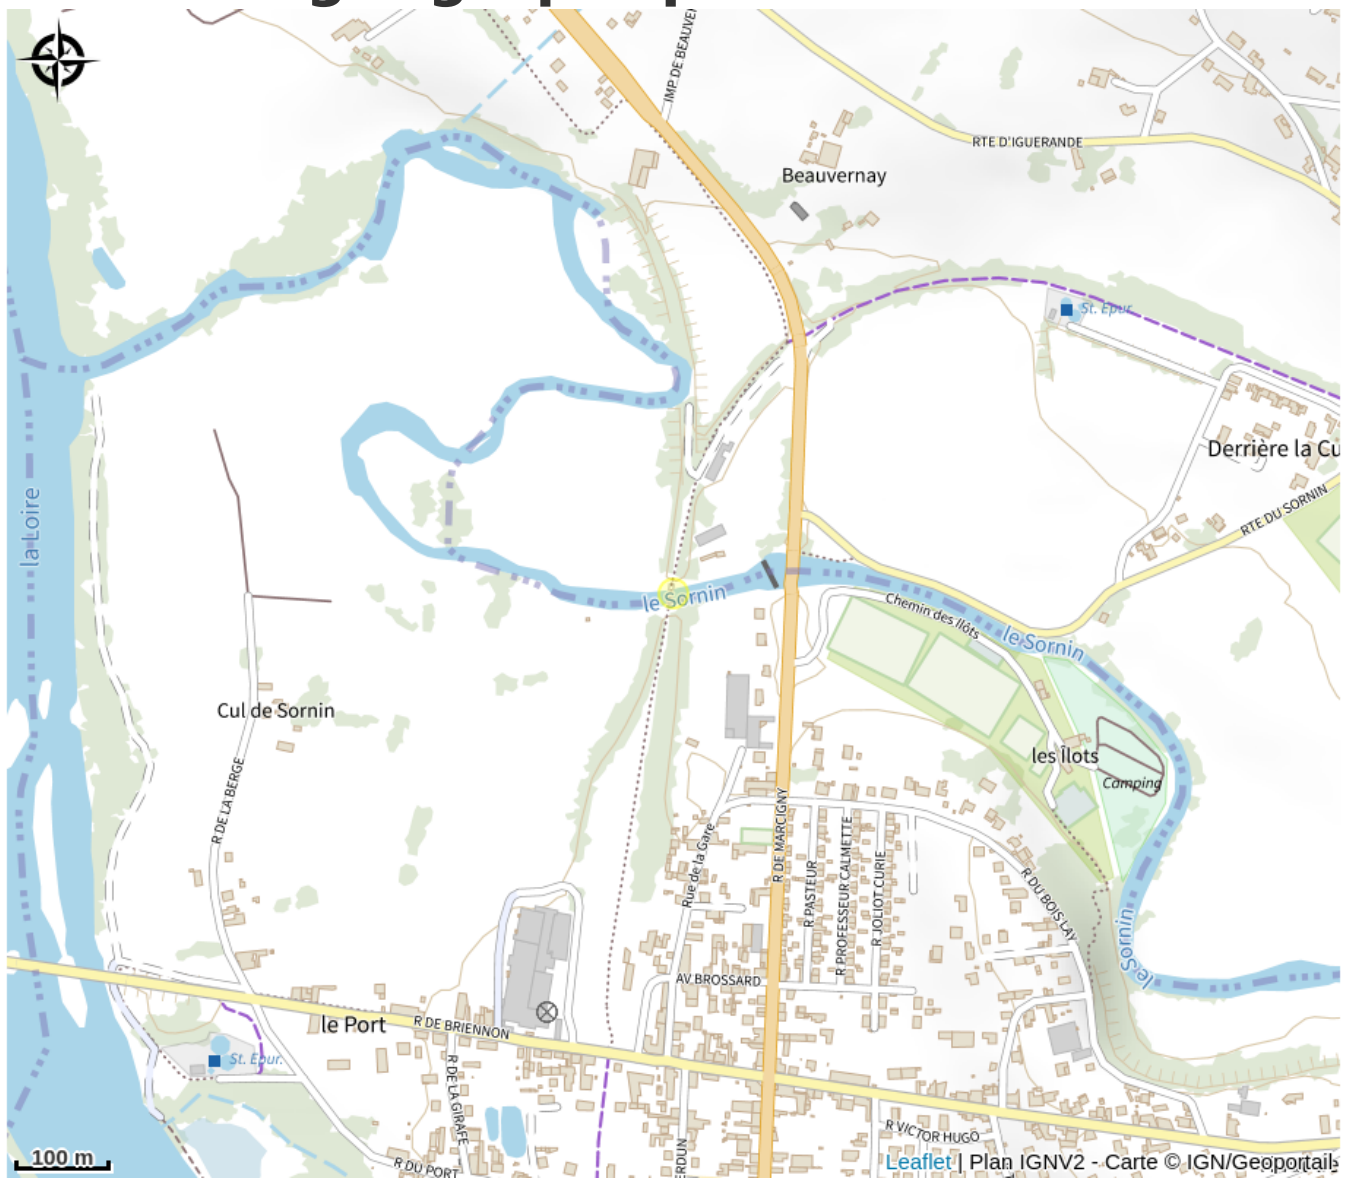 IMP.DE BEAUVER
RTE D'IGUERANDE
Beauvernay
St. Epur.
Derrière la Cu
RTE DU SORNIN
la Loire
le Sornin
Chemin des Ilôts
le Sornin
Cul de Sornin
les Îlots
Camping
R DE LA BERGE
R DE MARCIGNY
Rue de la Gare
R PASTEUR
R PROFESSEUR CALMETTE
R JOLIOT CURIE
R DU BOIS LAY
le Sornin
AV BROSSARD
le Port
R DE BRIENNON
St. Epur.
R DE LA GIRAFE
R VICTOR HUGO
ERDUN
R DU PORT
100 m
Leaflet | Plan IGNV2 - Carte © IGN/Geoportail